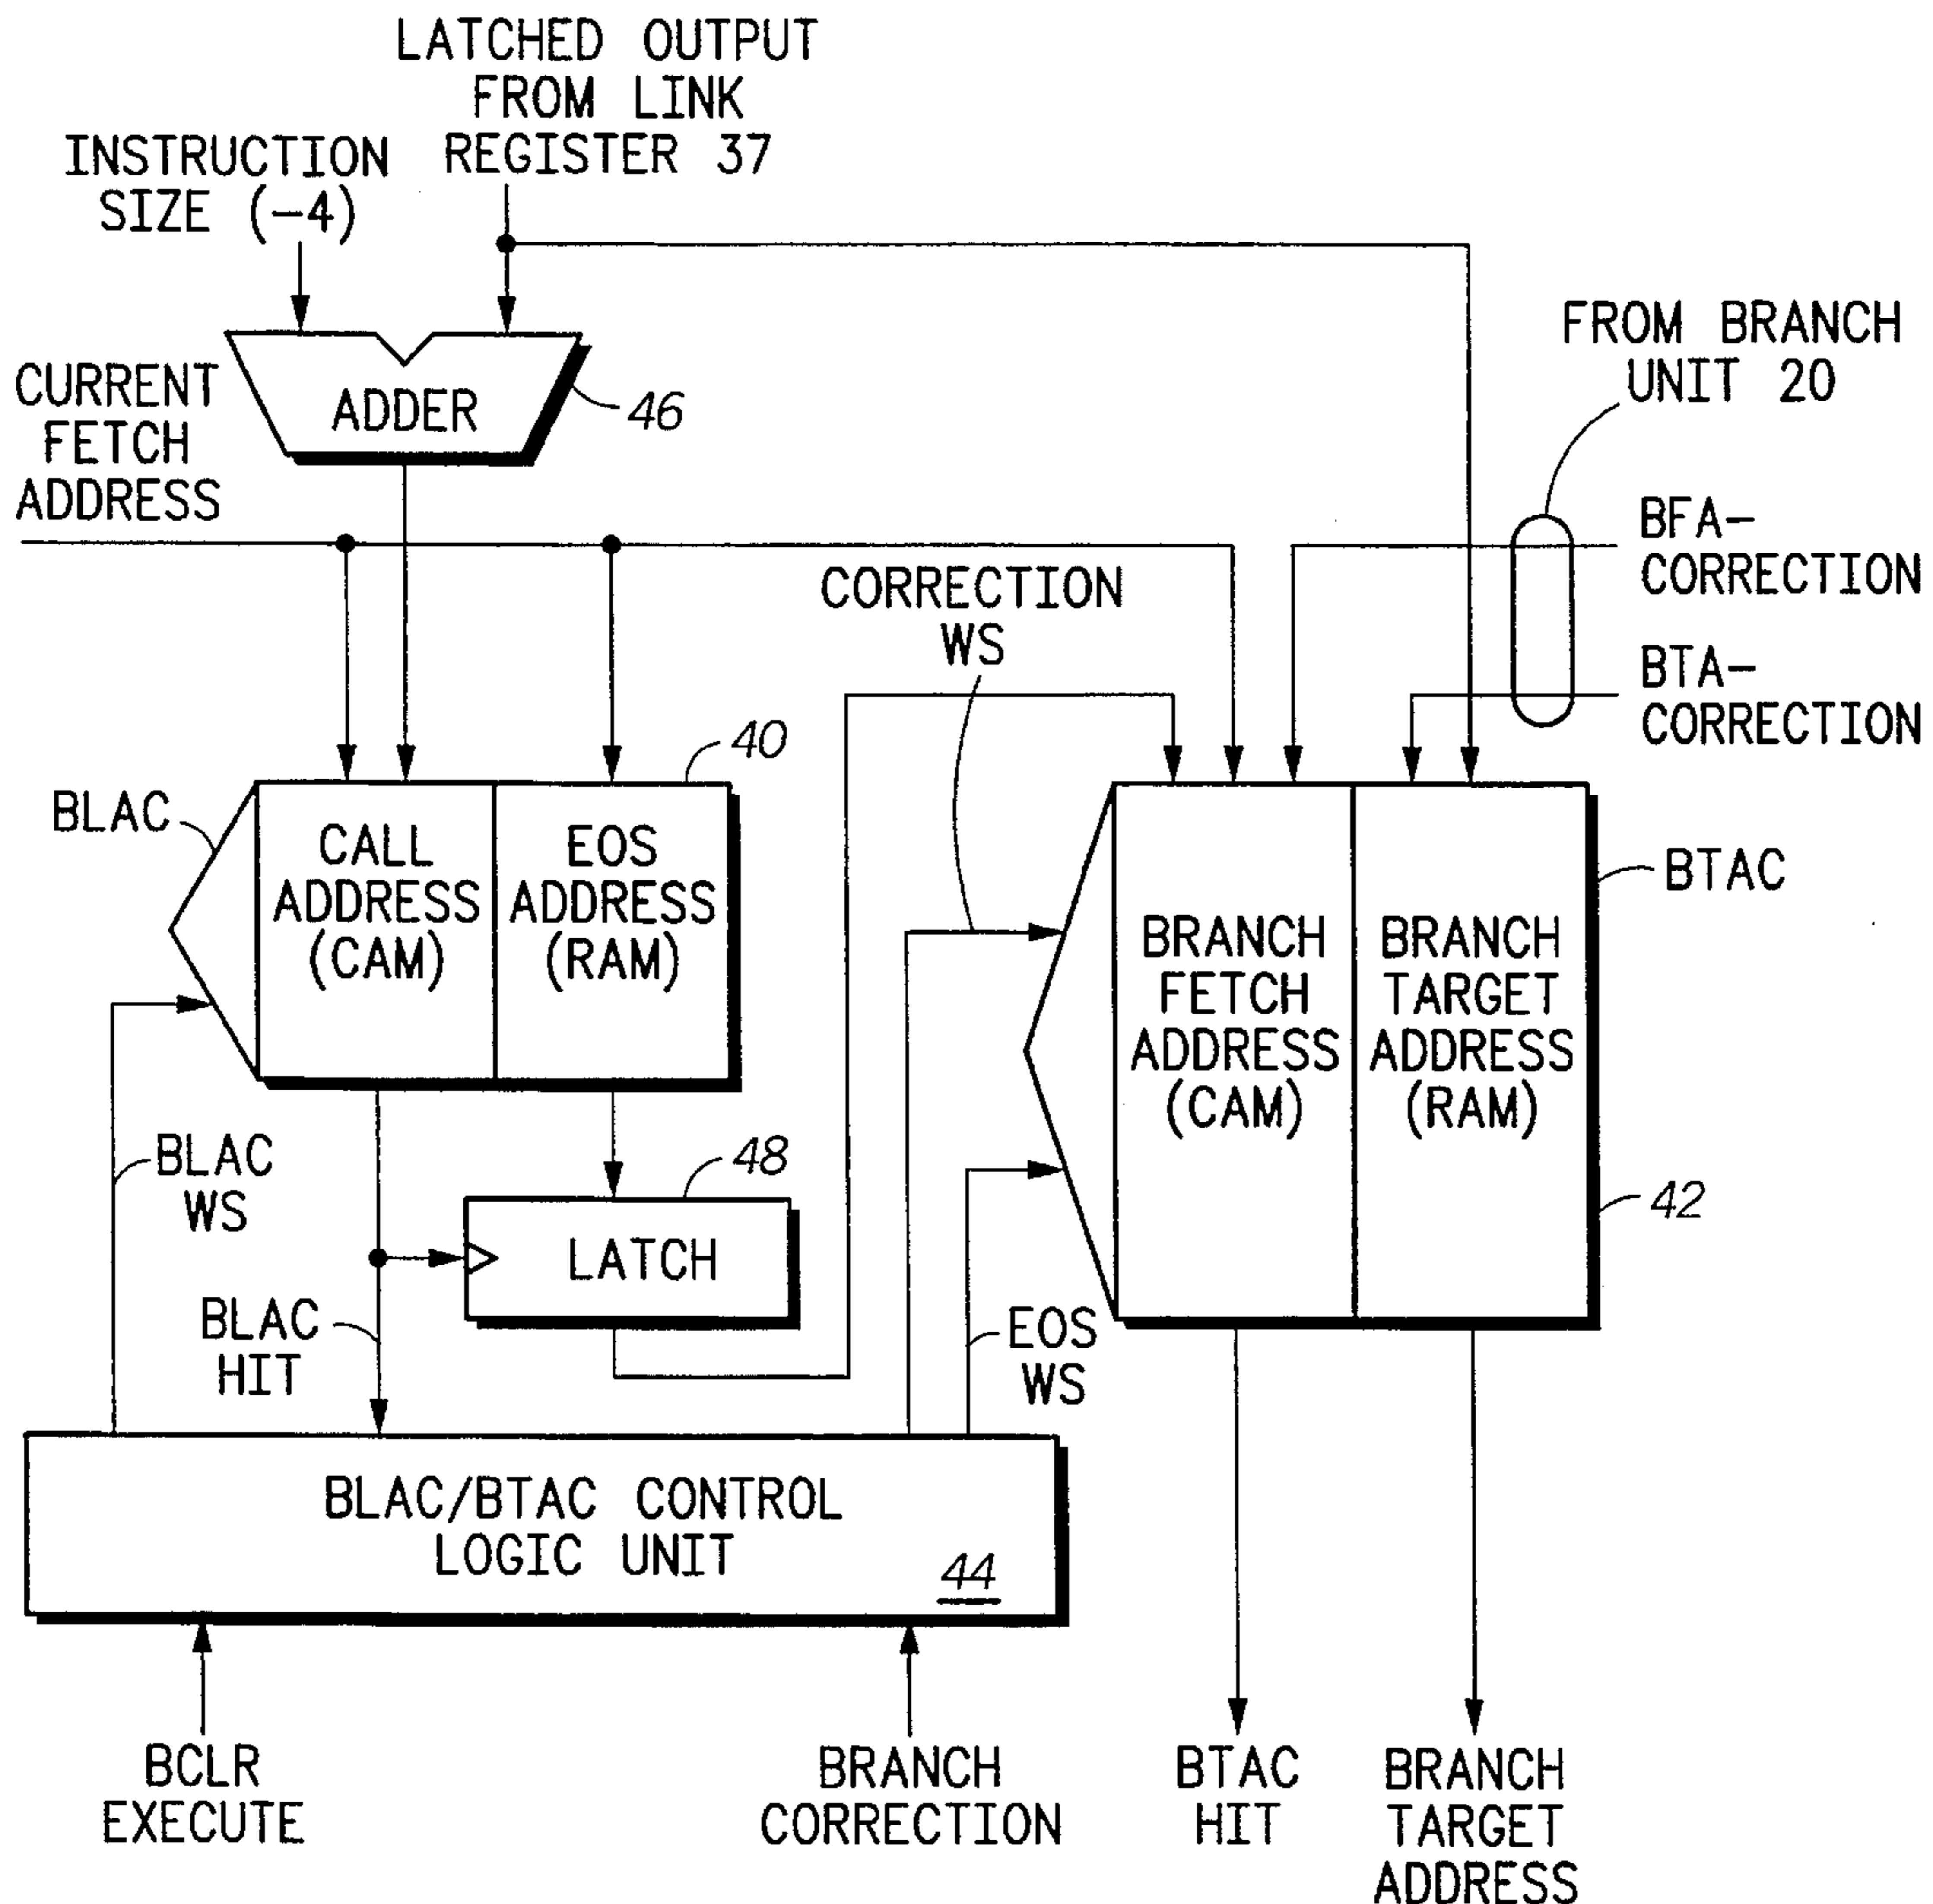 LATCHED OUTPUT
FROM LINK
REGISTER 37
INSTRUCTION
SIZE (-4)
FROM BRANCH
UNIT 20
CURRENT
FETCH
ADDRESS
ADDER
46
BFA-
CORRECTION
CORRECTION
WS
BTA-
CORRECTION
40
BLAC
CALL
ADDRESS
(CAM)
EOS
ADDRESS
(RAM)
BTAC
BRANCH
FETCH
ADDRESS
(CAM)
BRANCH
TARGET
ADDRESS
(RAM)
BLAC
WS
48
LATCH
42
BLAC
HIT
EOS
WS
BLAC/BTAC CONTROL
LOGIC UNIT
44
BCLR
EXECUTE
BRANCH
CORRECTION
BTAC
HIT
BRANCH
TARGET
ADDRESS